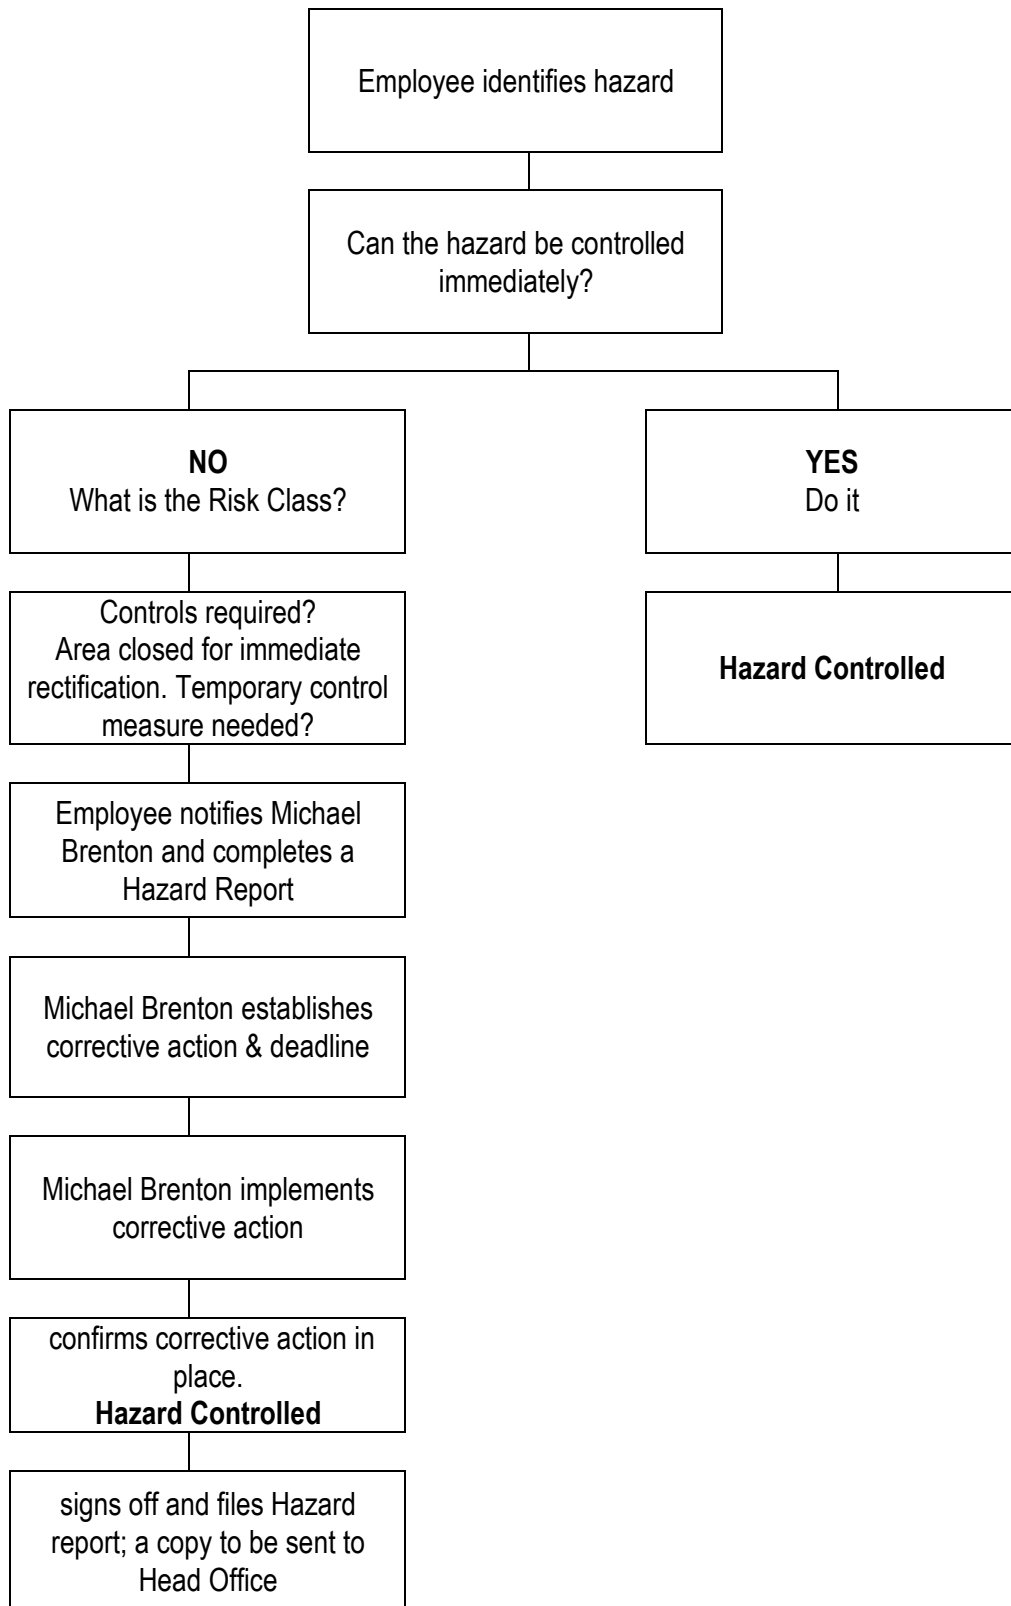 Employee identifies hazard
Can the hazard be controlled
immediately?
NO
What is the Risk Class?
YES
Do it
Controls required?
Area closed for immediate
rectification. Temporary control
measure needed?
Hazard Controlled
Employee notifies Michael
Brenton and completes a
Hazard Report
Michael Brenton establishes
corrective action & deadline
Michael Brenton implements
corrective action
confirms corrective action in
place.
Hazard Controlled
signs off and files Hazard
report; a copy to be sent to
Head Office